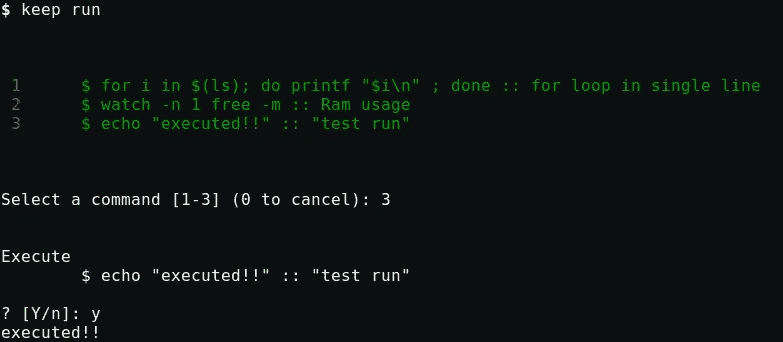 $ keep run
1 $ for i in $(ls); do printf "$i\n" ; done :: for loop in single line
2 $ watch -n 1 free -m :: Ram usage
3 $ echo "executed!!" :: "test run"
Select a command [1-3] (0 to cancel): 3
Execute
$ echo "executed!!" :: "test run"
? [Y/n]: y
executed!!